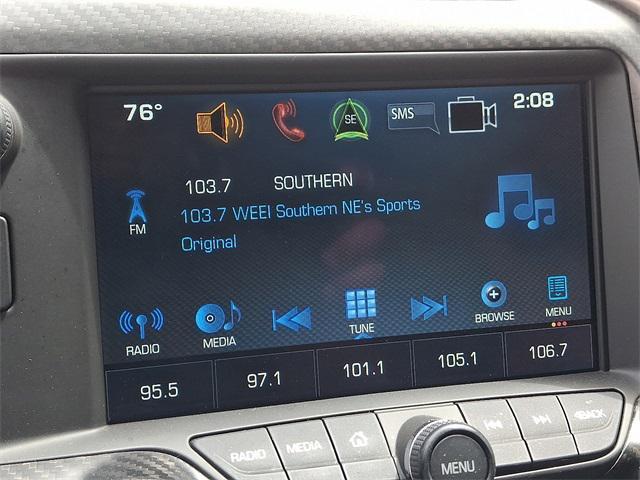 76° SE SMS 2:08
103.7 SOUTHERN
FM 103.7 WEEI Southern NE's Sports
Original
RADIO MEDIA TUNE BROWSE MENU
95.5 97.1 101.1 105.1 106.7
RADIO MEDIA BACK
MENU